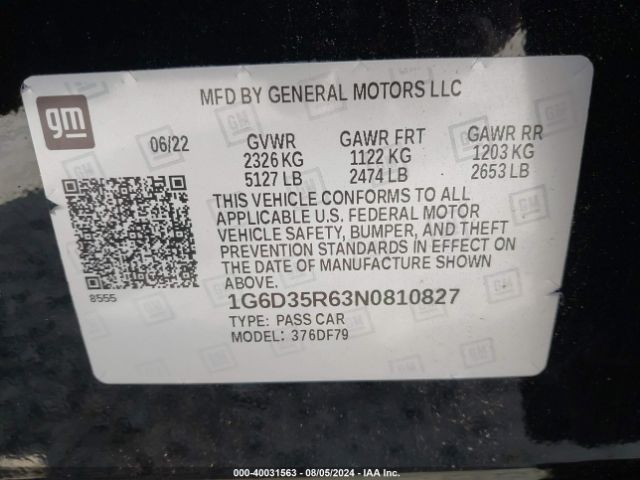 gm
MFD BY GENERAL MOTORS LLC
06/22 GVWR GAWR FRT GAWR RR
2326 KG 1122 KG 1203 KG
5127 LB 2474 LB 2653 LB
THIS VEHICLE CONFORMS TO ALL
APPLICABLE U.S. FEDERAL MOTOR
VEHICLE SAFETY, BUMPER, AND THEFT
PREVENTION STANDARDS IN EFFECT ON
THE DATE OF MANUFACTURE SHOWN
ABOVE.
8555
1G6D35R63N0810827
TYPE: PASS CAR
MODEL: 376DF79
000-40031563 - 08/05/2024 - IAA Inc.